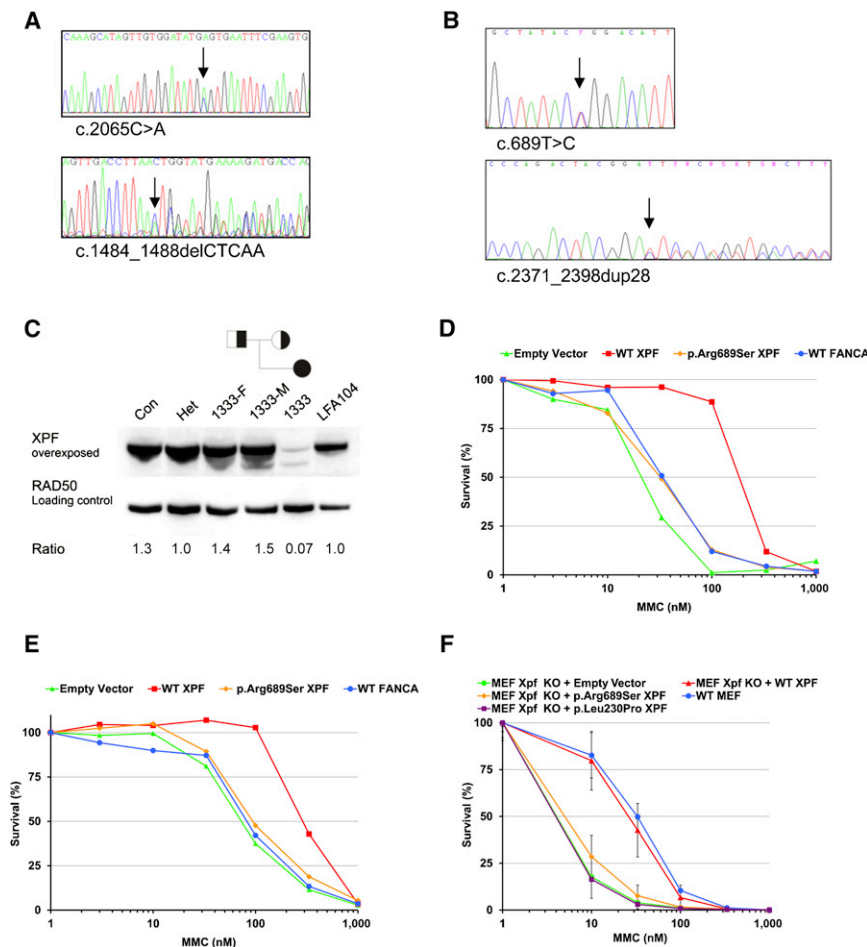 A
CAAAGCATAGTTGTGGATATGAGTGAATTTCGAAGTG
c.2065C>A
AGTTGACCTTAACTGGTATGAAAAGATGACCAG
c.1484_1488delCTCAA
B
GCTATACYGGACATT
c.689T>C
c.2371_2398dup28
C
Con
Het
1333-F
1333-M
1333
LFA104
XPF
overexposed
RAD50
Loading control
Ratio
1.3 1.0 1.4 1.5 0.07 1.0
D
Empty Vector WT XPF p.Arg689Ser XPF WT FANCA
Survival (%)
100
75
50
25
0
1 10 100 1,000
MMC (nM)
E
Empty Vector WT XPF p.Arg689Ser XPF WT FANCA
Survival (%)
100
75
50
25
0
1 10 100 1,000
MMC (nM)
F
MEF Xpf KO + Empty Vector MEF Xpf KO + WT XPF
MEF Xpf KO + p.Arg689Ser XPF WT MEF
MEF Xpf KO + p.Leu230Pro XPF
Survival (%)
100
75
50
25
0
1 10 100 1,000
MMC (nM)